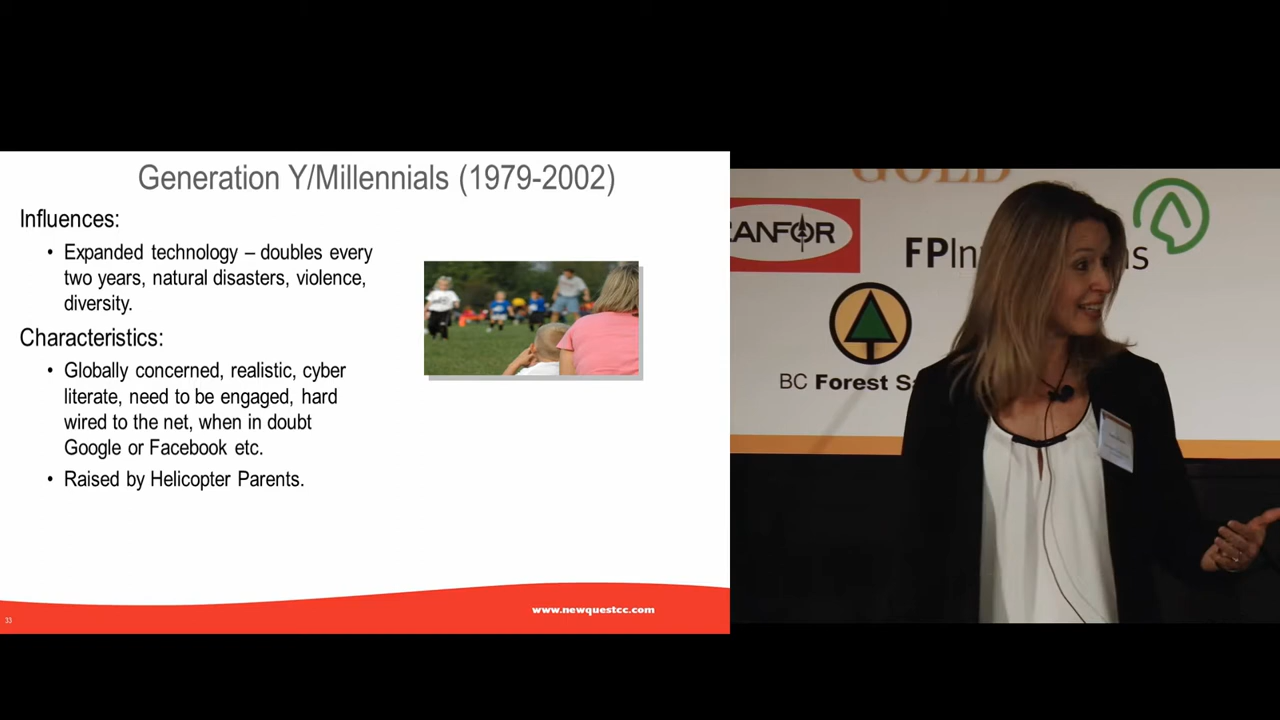 Generation Y/Millennials (1979-2002)
Influences:
• Expanded technology – doubles every
two years, natural disasters, violence,
diversity.
Characteristics:
• Globally concerned, realistic, cyber
literate, need to be engaged, hard
wired to the net, when in doubt
Google or Facebook etc.
• Raised by Helicopter Parents.
www.newquestcc.com
33
GOLD
CANFOR
FPIn
ns
BC Forest Sa